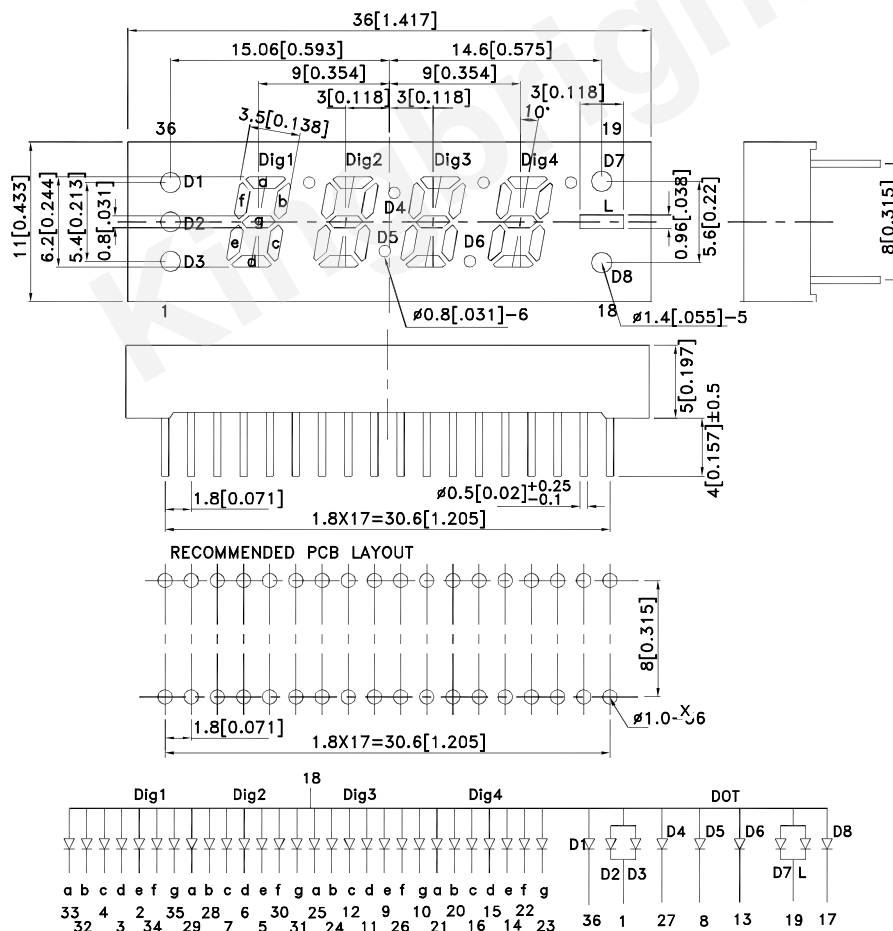 Kingbright
36[1.417]
15.06[0.593] 14.6[0.575]
9[0.354] 9[0.354]
3[0.118] 3[0.118] 3[0.118]
3.5[0.138] 10°
36 19
Dig1 Dig2 Dig3 Dig4 D7
D1 a
f b D4 L
D2 g
e c D5 D6
D3 d D8
11[0.433]
6.2[0.244]
5.4[0.213]
0.8[.031]
0.96[.038]
5.6[0.22]
8[0.315]
1 ø0.8[.031]-6 18 ø1.4[.055]-5
5[0.197]
4[0.157]±0.5
1.8[0.071] ø0.5[0.02]+0.25 -0.1
1.8X17=30.6[1.205]
RECOMMENDED PCB LAYOUT
8[0.315]
1.8[0.071] X
ø1.0-36
1.8X17=30.6[1.205]
18
Dig1 Dig2 Dig3 Dig4 DOT
D1 D4 D5 D6 D8
D2 D3 D7 L
a b c d e f g a b c d e f g a b c d e f g a b c d e f g
33 4 2 35 28 6 30 25 12 9 10 20 15 22 36 1 27 8 13 19 17
32 3 34 29 7 5 31 24 11 26 21 16 14 23